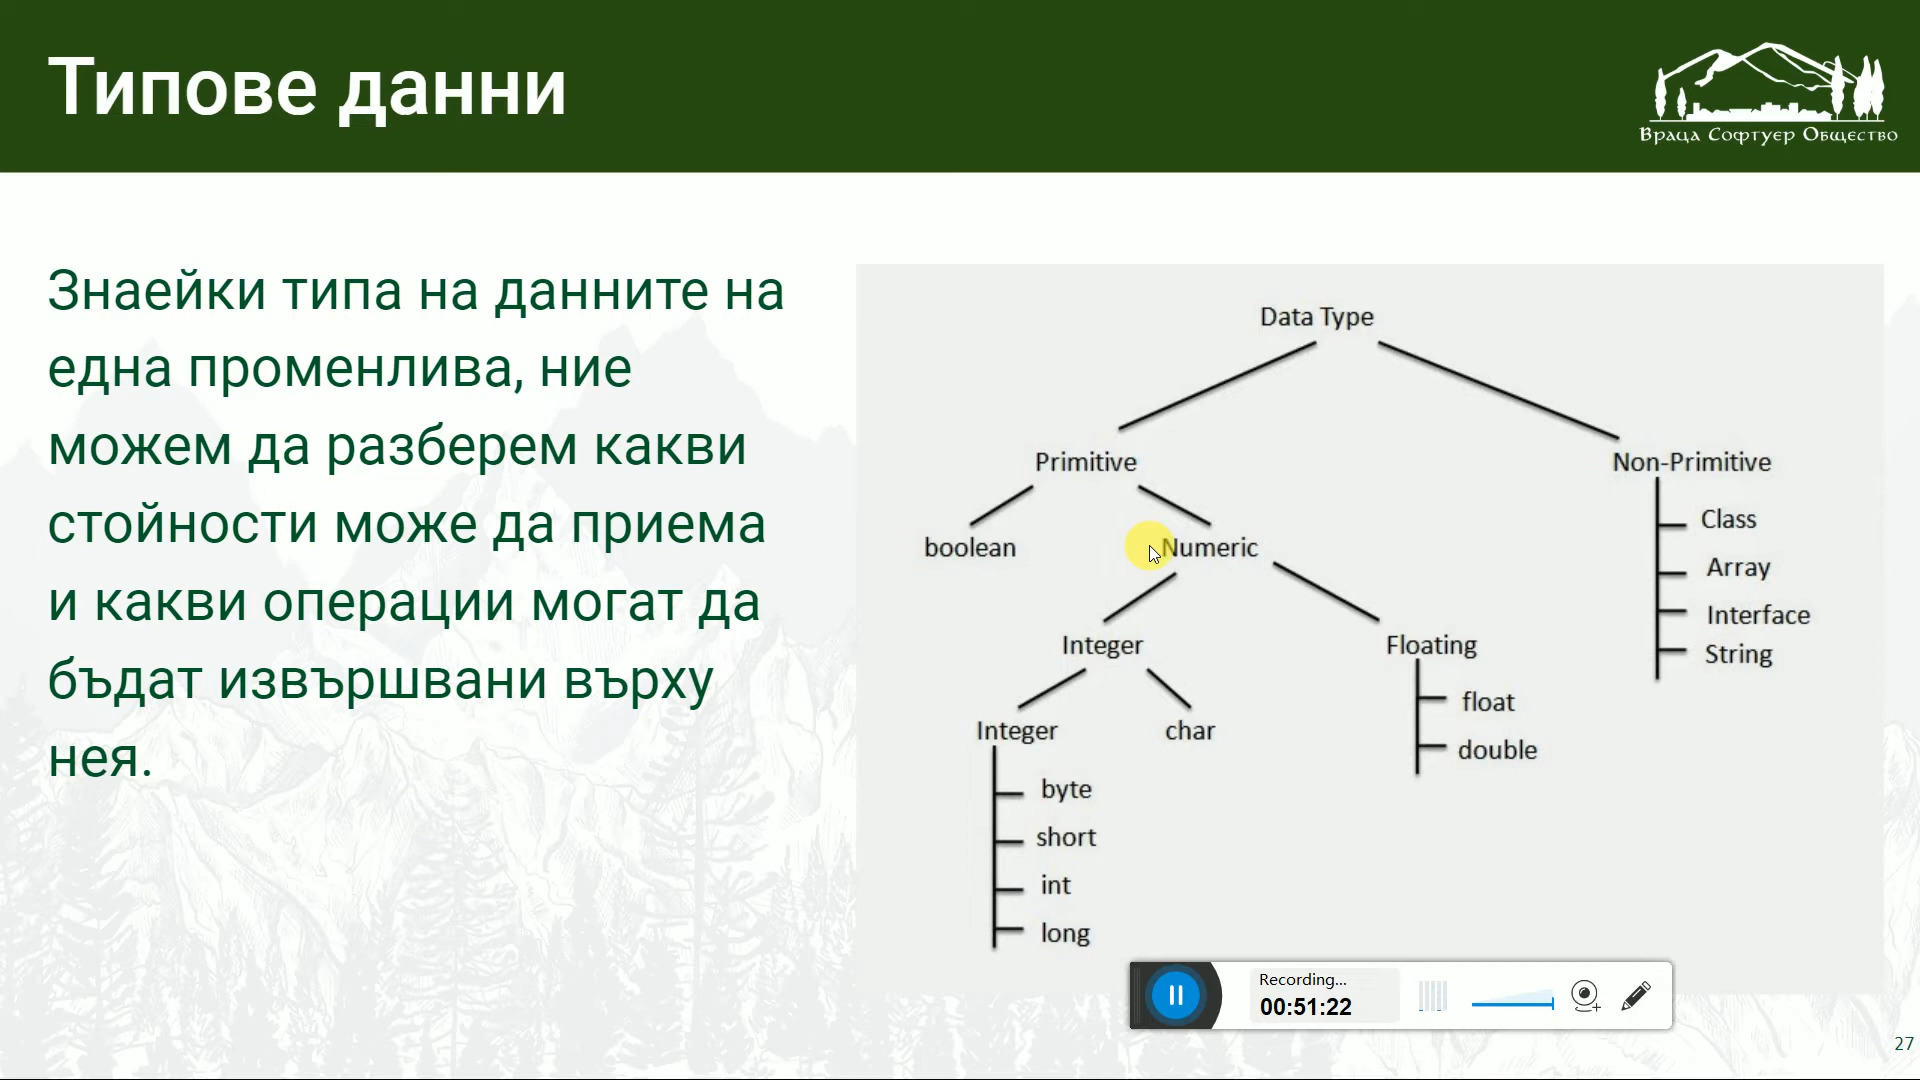 Типове данни
Враца Софтуер Общество
Знаейки типа на данните на
една променлива, ние
можем да разберем какви
стойности може да приема
и какви операции могат да
бъдат извършвани върху
нея.
Data Type
Primitive
Non-Primitive
boolean
Numeric
Class
Array
Interface
String
Integer
Floating
Integer
char
float
double
byte
short
int
long
Recording...
00:51:22
27